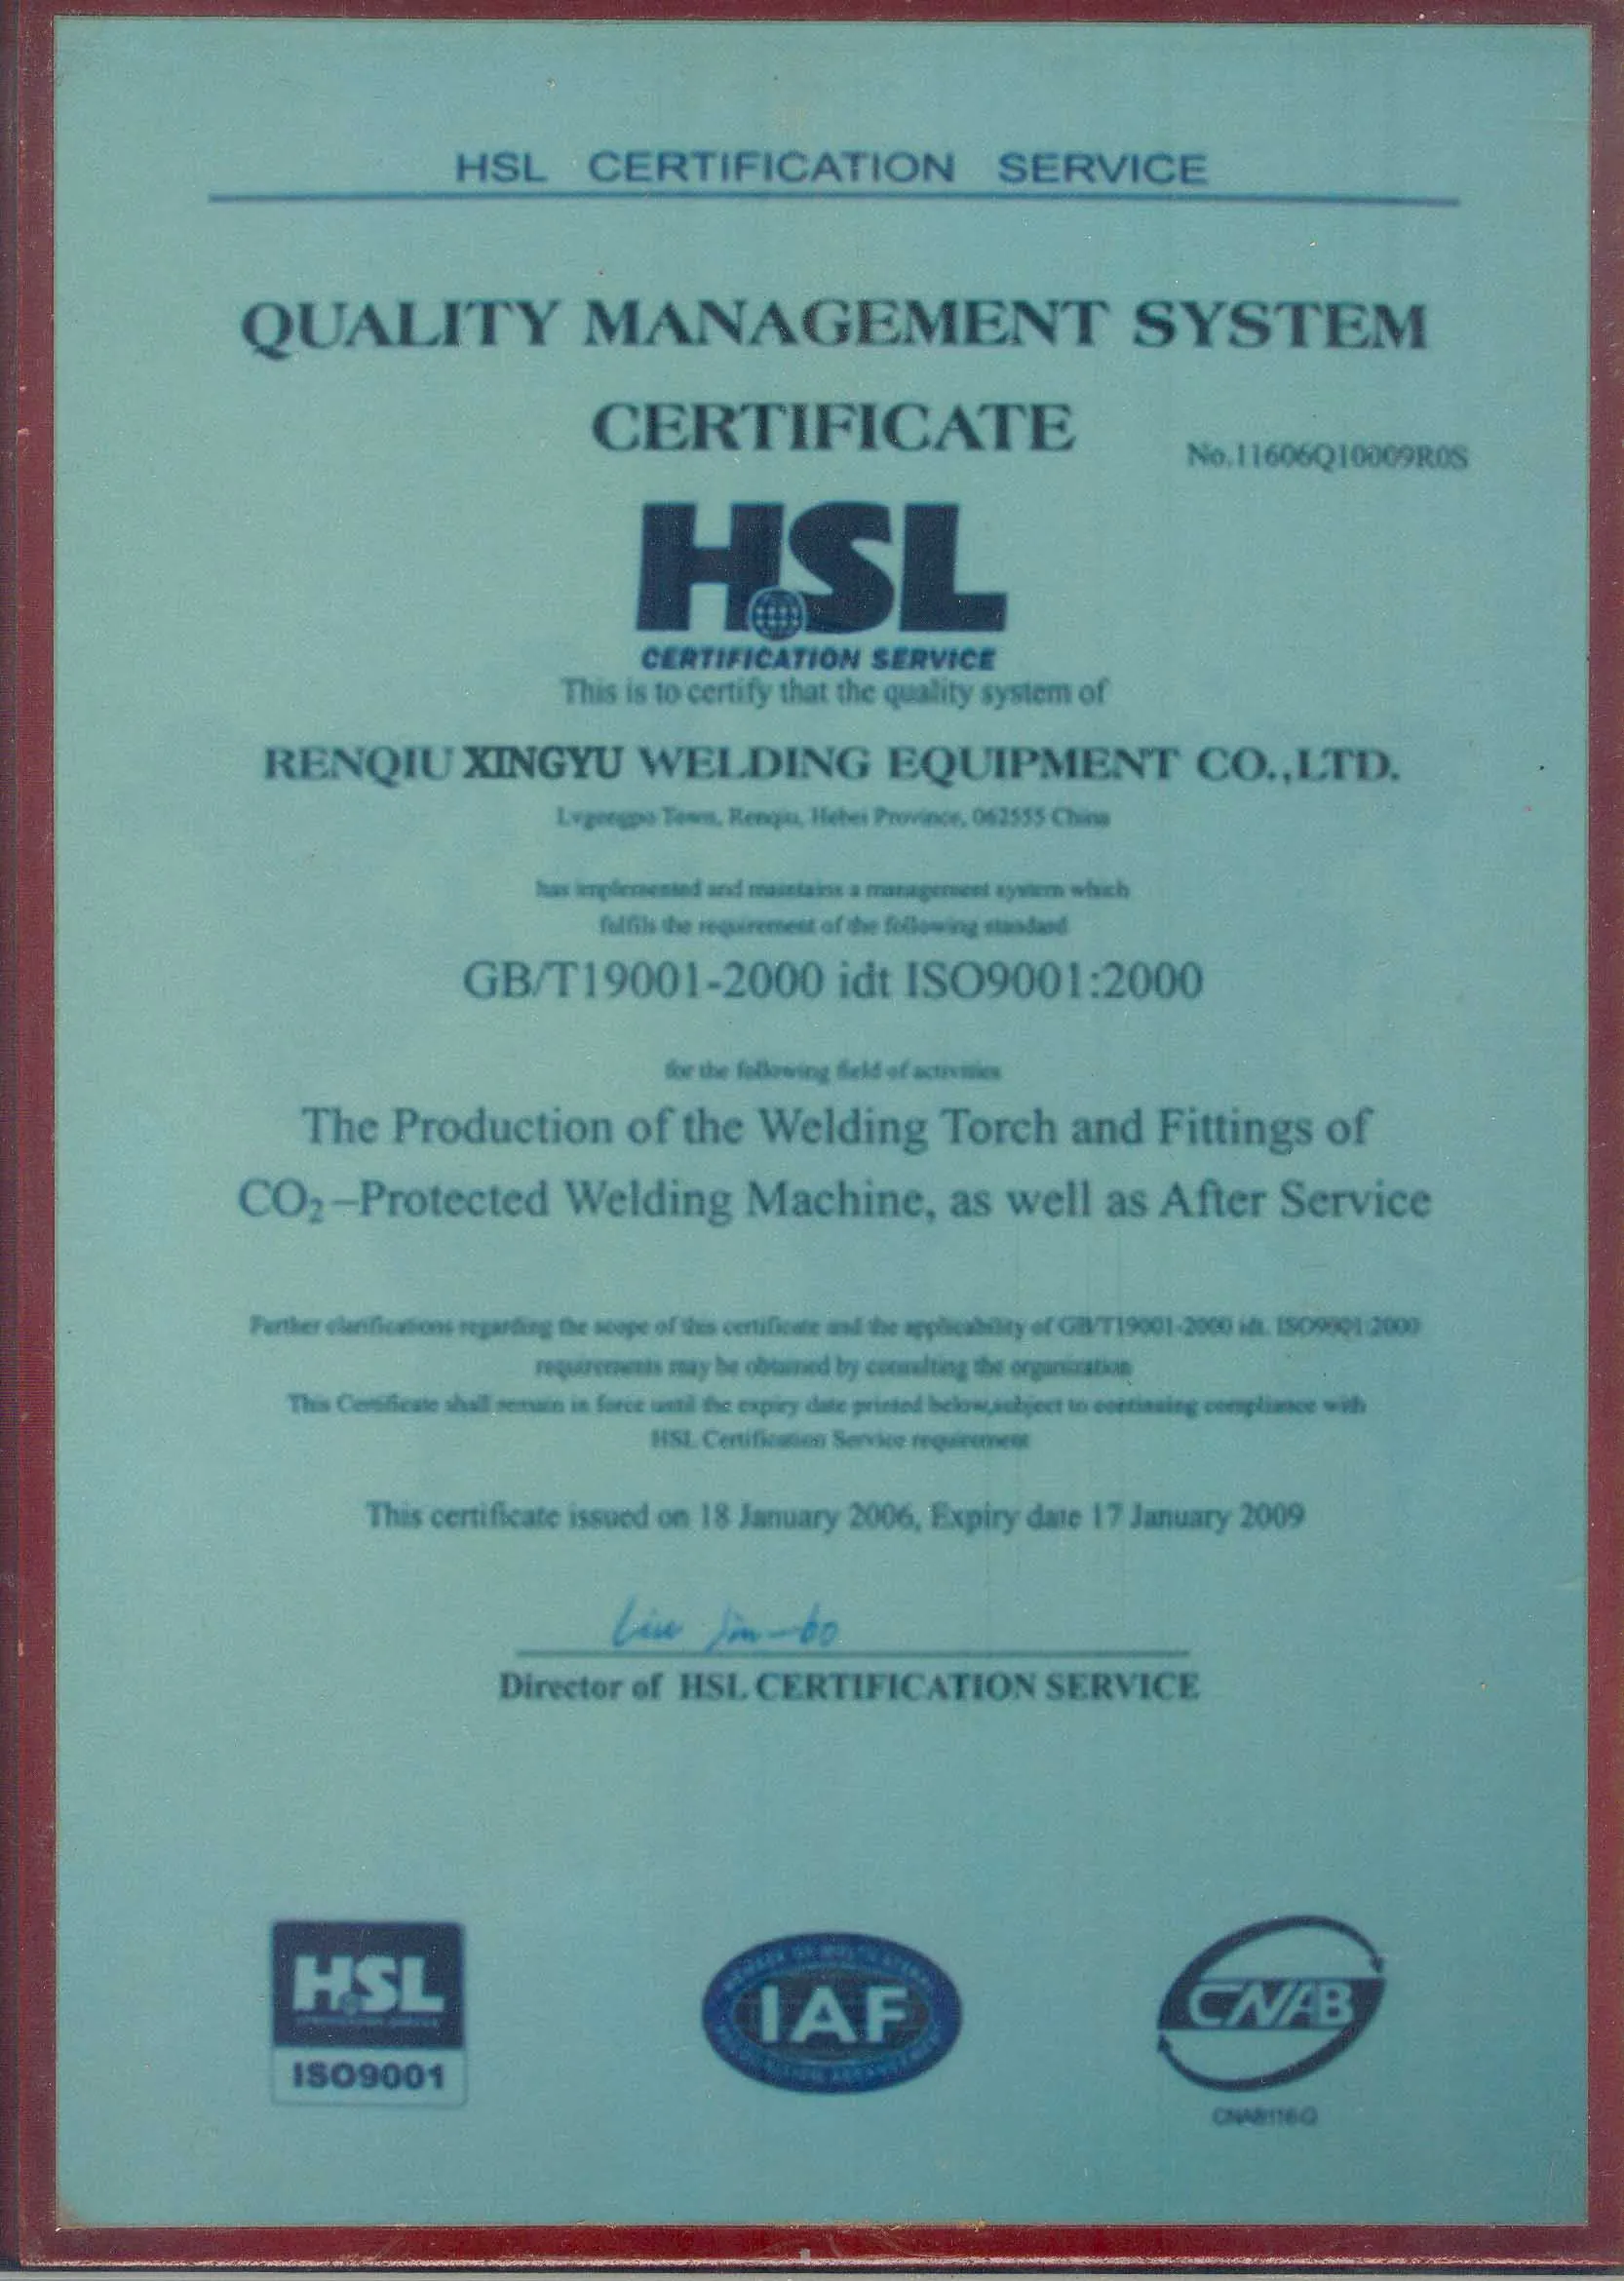 HSL CERTIFICATION SERVICE
QUALITY MANAGEMENT SYSTEM
CERTIFICATE
No.11606Q10009R0S
HSL
CERTIFICATION SERVICE
This is to certify that the quality system of
RENQIU XINGYU WELDING EQUIPMENT CO.,LTD.
Town, Renqiu, Hebei Province, 062555 China
has implemented and maintains a management system which
fulfils the requirement of the following standard
GB/T19001-2000 idt ISO9001:2000
for the following field of activities
The Production of the Welding Torch and Fittings of
CO₂-Protected Welding Machine, as well as After Service
Further clarifications regarding the scope of this certificate and the applicability of GB/T19001-2000 idt. ISO9001:2000
requirements may be obtained by consulting the organization
This Certificate shall remain in force until the expiry date printed below,subject to continuing compliance with
HSL Certification Service requirement
This certificate issued on 18 January 2006, Expiry date 17 January 2009
Director of HSL CERTIFICATION SERVICE
HSL
ISO9001
IAF
CNAB
CNAB116-Q